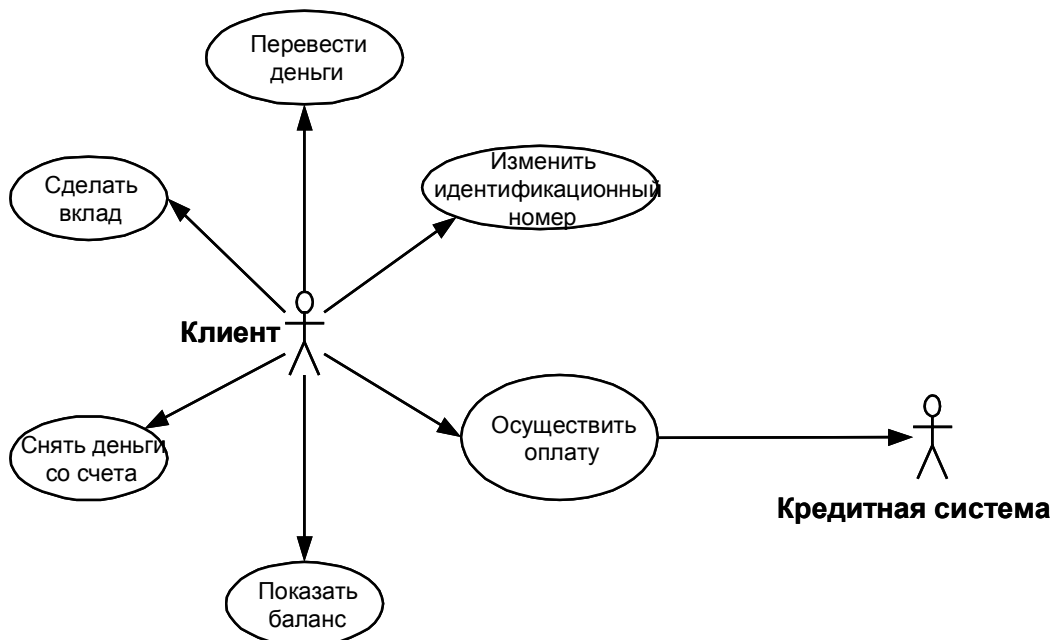 Перевести
деньги
Изменить
идентификационный
номер
Сделать
вклад
Клиент
Осуществить
оплату
Снять деньги
со счета
Кредитная система
Показать
баланс